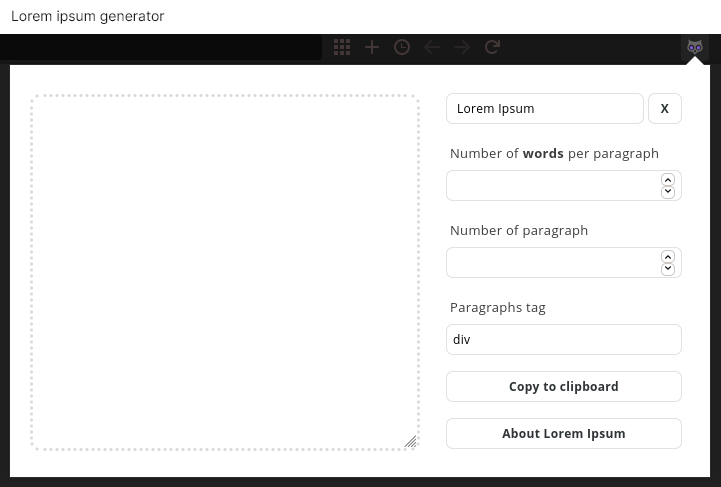 Lorem ipsum generator
Lorem Ipsum
X
Number of words per paragraph
Number of paragraph
Paragraphs tag
div
Copy to clipboard
About Lorem Ipsum